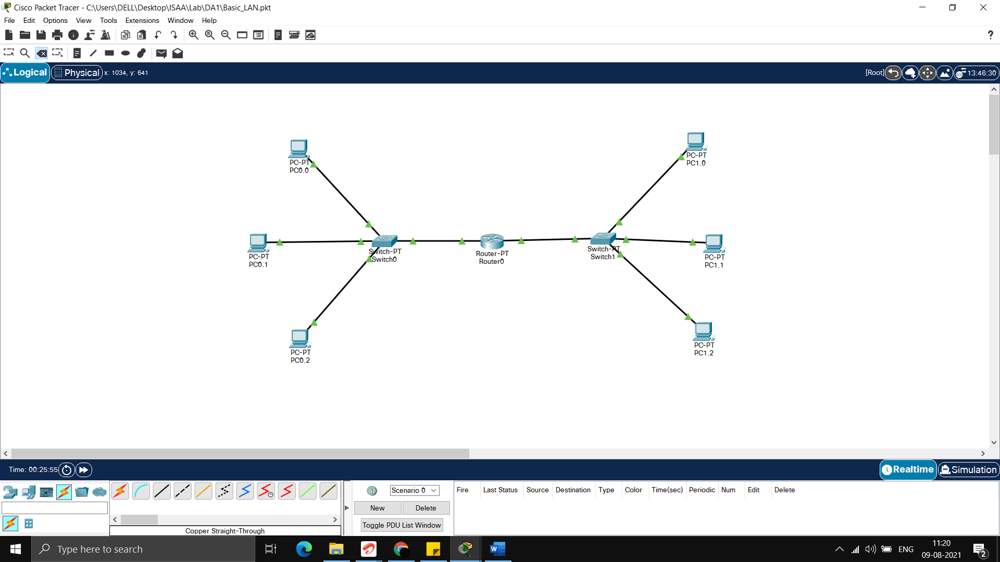 Cisco Packet Tracer - C:\Users\DELL\Desktop\ISAA\Lab\DA1\Basic_LAN.pkt
File Edit Options View Tools Extensions Window Help
?
Logical Physical x: 1034, y: 641 [Root] 13:46:30
PC-PT
PC0.0
PC-PT
PC1.0
PC-PT
PC0.1
Switch-PT
Switch0
Router-PT
Router0
Switch-PT
Switch1
PC-PT
PC1.1
PC-PT
PC0.2
PC-PT
PC1.2
Time: 00:25:55 Realtime Simulation
Scenario 0 Fire Last Status Source Destination Type Color Time(sec) Periodic Num Edit Delete
New Delete
Toggle PDU List Window
Copper Straight-Through
Type here to search
W
ENG
11:20
09-08-2021
2